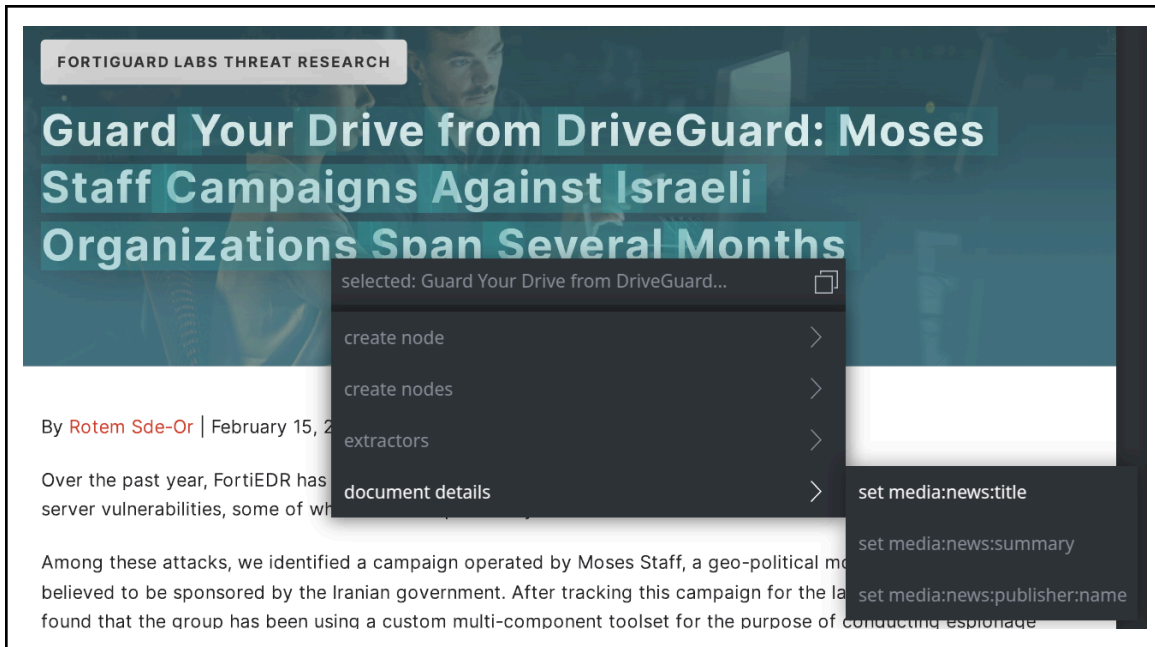 FORTIGUARD LABS THREAT RESEARCH
Guard Your Drive from DriveGuard: Moses
Staff Campaigns Against Israeli
Organizations Span Several Months
selected: Guard Your Drive from DriveGuard...
create node
create nodes
extractors
document details
set media:news:title
set media:news:summary
set media:news:publisher:name
By Rotem Sde-Or | February 15,
Over the past year, FortiEDR has
server vulnerabilities, some of
Among these attacks, we identified a campaign operated by Moses Staff, a geo-political
believed to be sponsored by the Iranian government. After tracking this campaign for the
found that the group has been using a custom multi-component toolset for the purpose of conducting espionage